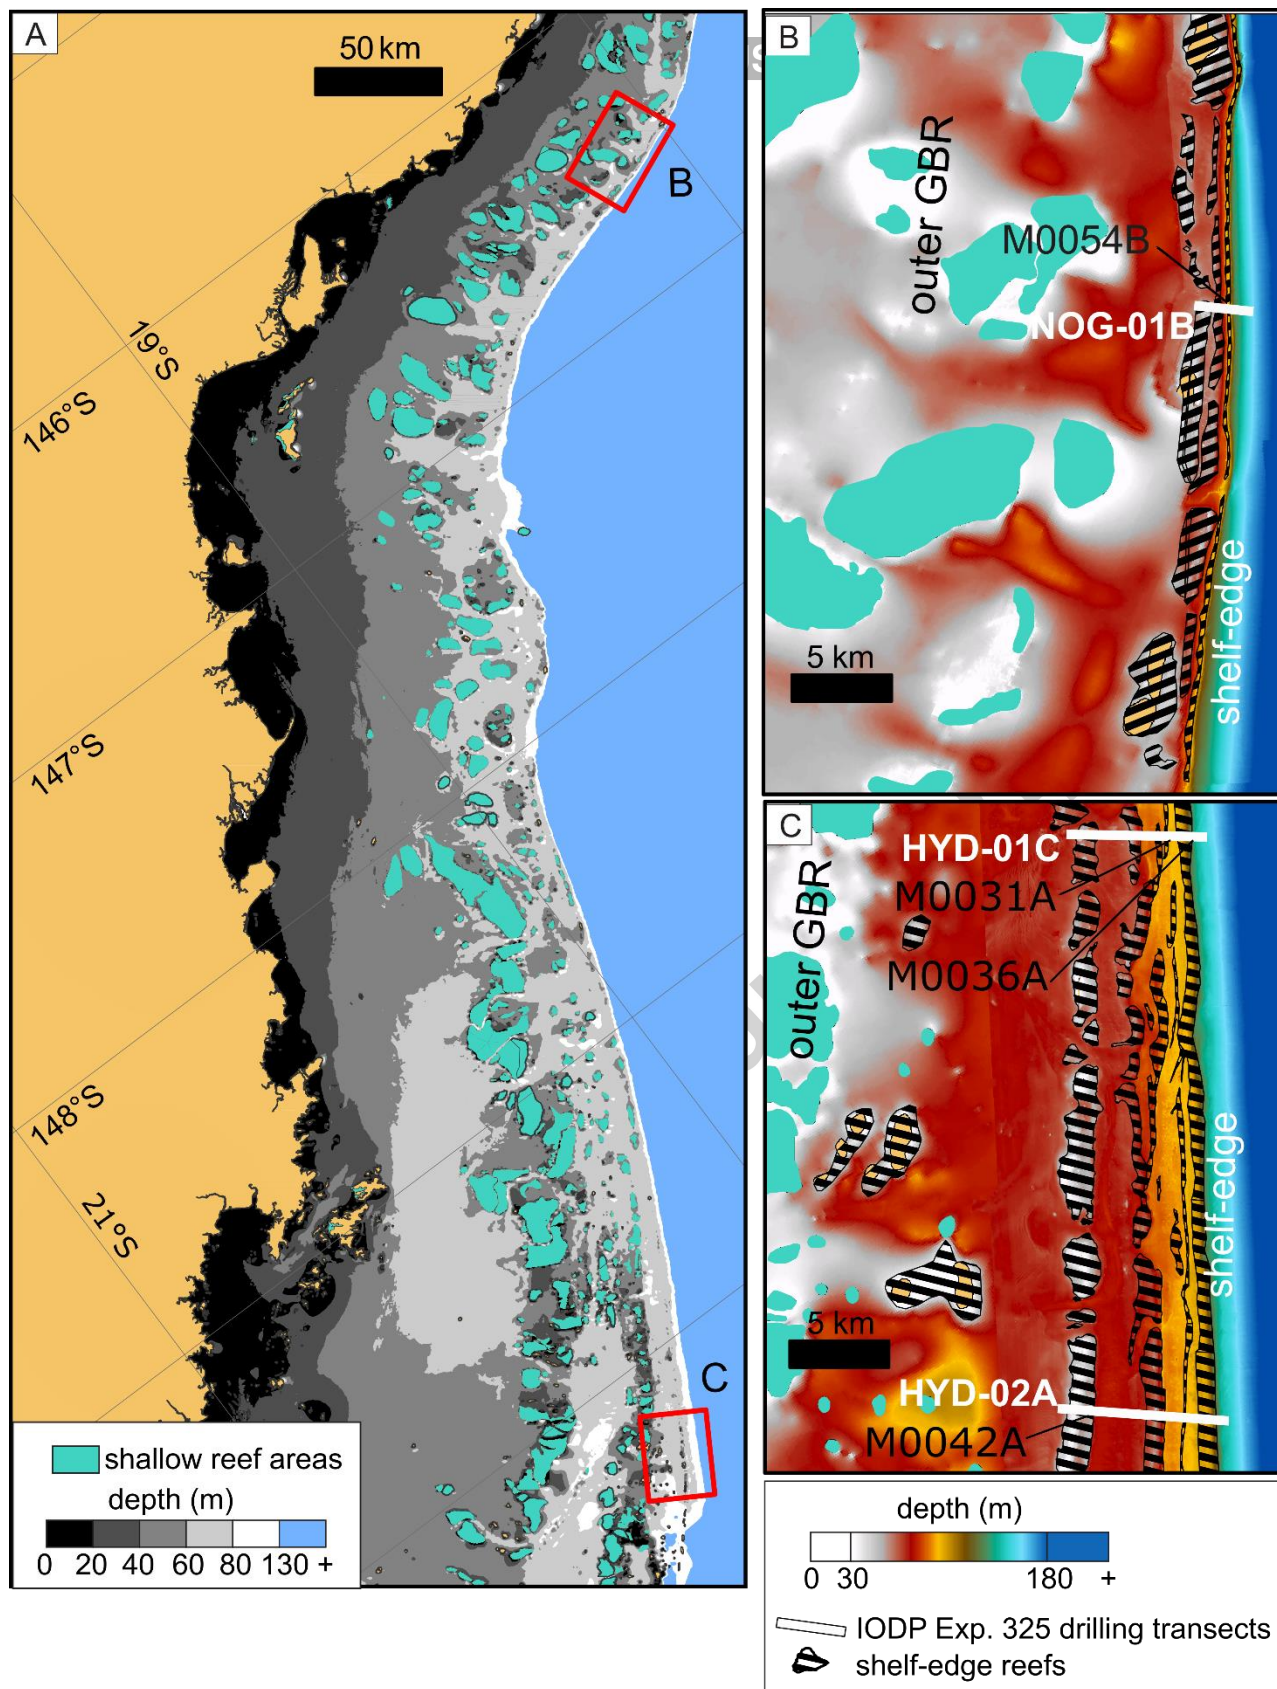 A
50 km
B
19°S
146°S
147°S
148°S
21°S
C
shallow reef areas
depth (m)
0 20 40 60 80 130 +
B
outer GBR
M0054B
NOG-01B
shelf-edge
5 km
C
HYD-01C
M0031A
outer GBR
M0036A
shelf-edge
5 km
HYD-02A
M0042A
depth (m)
0 30 180 +
IODP Exp. 325 drilling transects
shelf-edge reefs